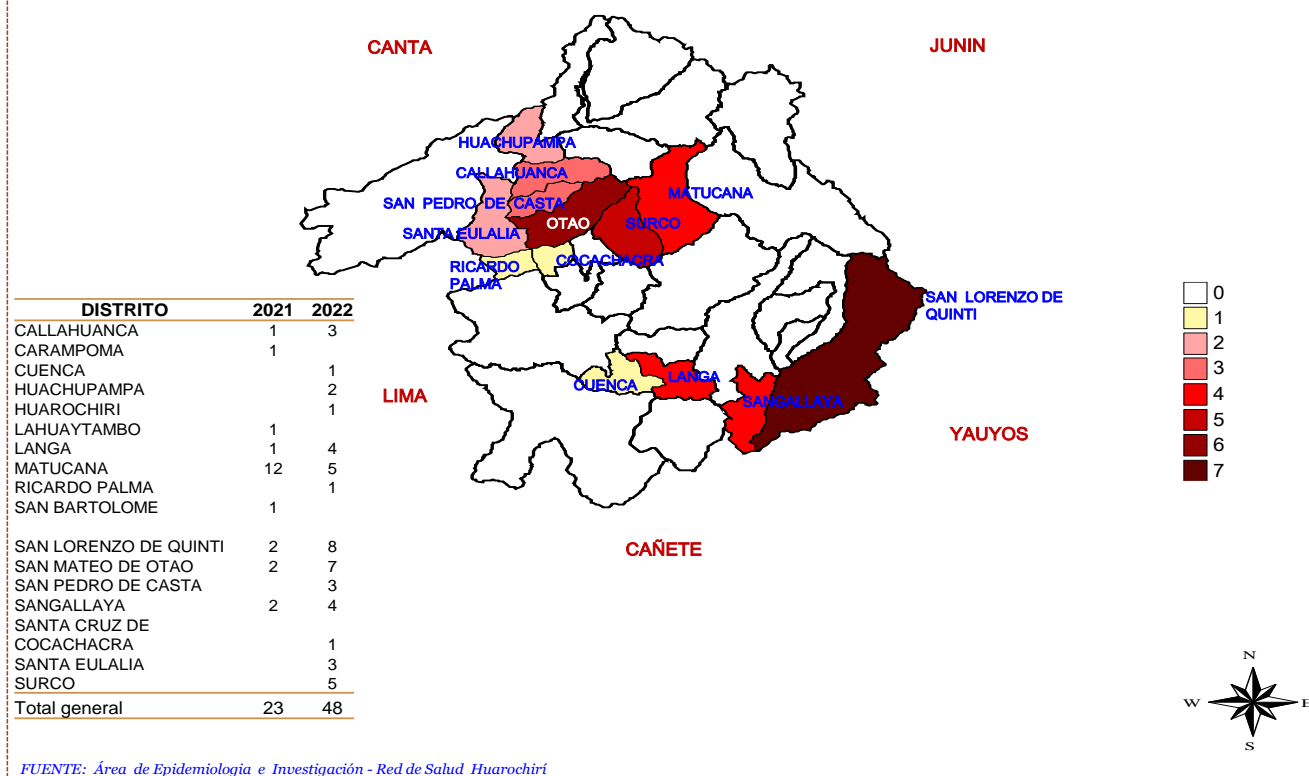 CANTA
JUNIN
HUACHUPAMPA
CALLAHUANCA
MATUCANA
SAN PEDRO DE CASTA
OTAO
SURCO
SANTA EULALIA
COCACHACRA
RICARDO
PALMA
SAN LORENZO DE
QUINTI
LIMA
CUENCA
LANGA
SANGALLAYA
YAUYOS
CAÑETE
0
1
2
3
4
5
6
7
DISTRITO 2021 2022
CALLAHUANCA 1 3
CARAMPOMA 1
CUENCA 1
HUACHUPAMPA 2
HUAROCHIRI 1
LAHUAYTAMBO 1
LANGA 1 4
MATUCANA 12 5
RICARDO PALMA 1
SAN BARTOLOME 1
SAN LORENZO DE QUINTI 2 8
SAN MATEO DE OTAO 2 7
SAN PEDRO DE CASTA 3
SANGALLAYA 2 4
SANTA CRUZ DE
COCACHACRA 1
SANTA EULALIA 3
SURCO 5
Total general 23 48
N
W E
S
FUENTE: Área de Epidemiologia e Investigación - Red de Salud Huarochirí